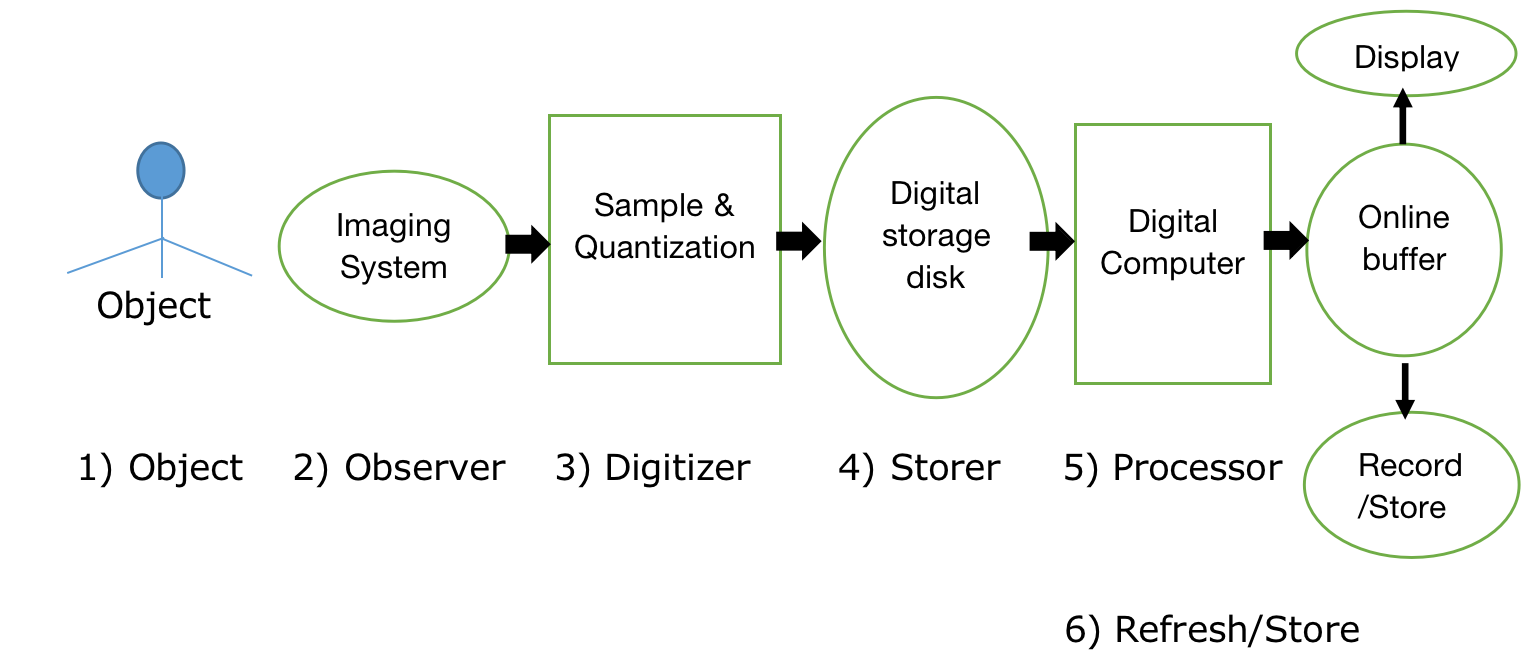 Display
Imaging
System
Sample &
Quantization
Digital
storage
disk
Digital
Computer
Online
buffer
Object
1) Object
2) Observer
3) Digitizer
4) Storer
5) Processor
Record
/Store
6) Refresh/Store